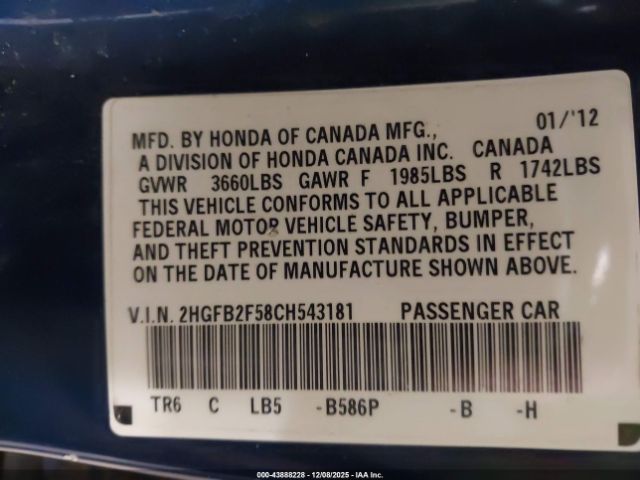 MFD. BY HONDA OF CANADA MFG., 01/'12
A DIVISION OF HONDA CANADA INC. CANADA
GVWR 3660LBS GAWR F 1985LBS R 1742LBS
THIS VEHICLE CONFORMS TO ALL APPLICABLE
FEDERAL MOTOR VEHICLE SAFETY, BUMPER,
AND THEFT PREVENTION STANDARDS IN EFFECT
ON THE DATE OF MANUFACTURE SHOWN ABOVE.
V.I.N. 2HGFB2F58CH543181 PASSENGER CAR
TR6 C LB5 -B586P -B -H
000-43888228 - 12/08/2025 - IAA Inc.